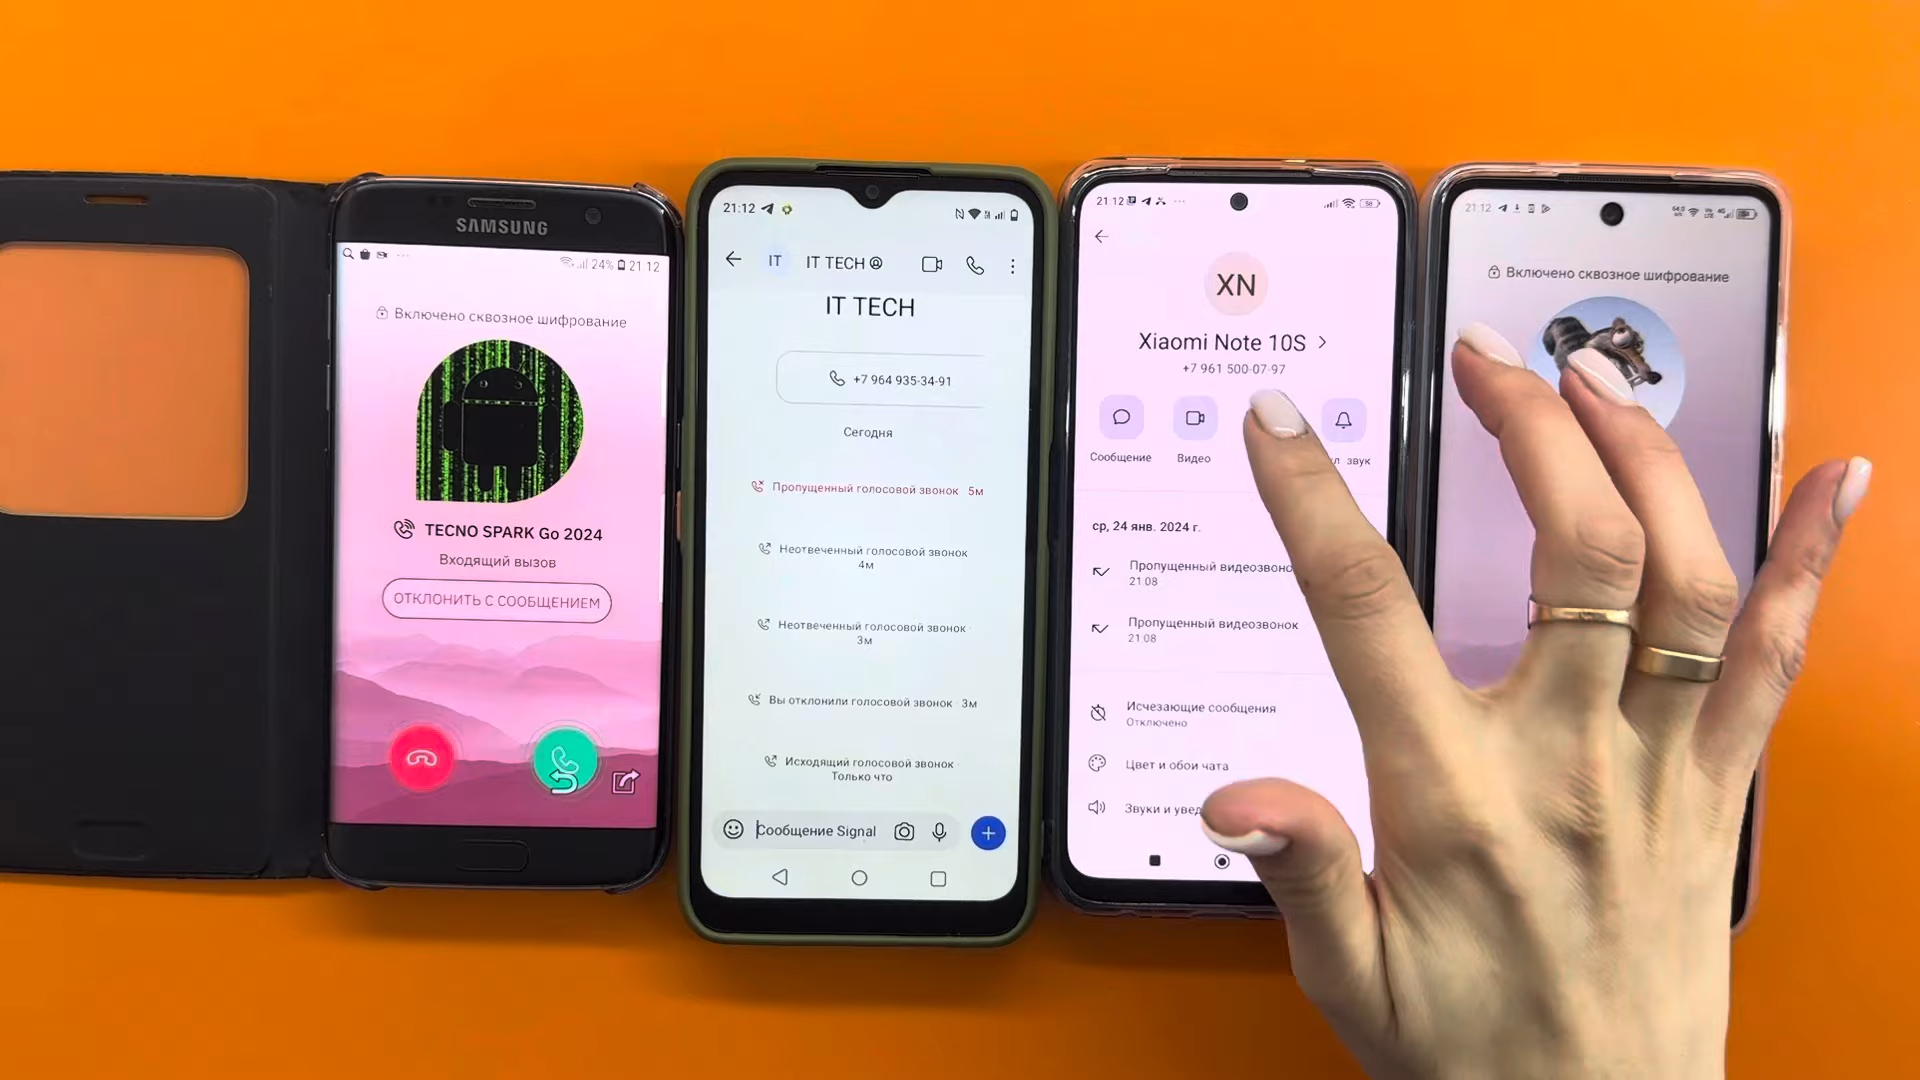 SAMSUNG
24% 21 12
Включено сквозное шифрование
TECNO SPARK Go 2024
Входящий вызов
ОТКЛОНИТЬ С СООБЩЕНИЕМ
21:12
IT
IT TECH
IT TECH
+7 964 935-34-91
Сегодня
Пропущенный голосовой звонок · 5м
Неотвеченный голосовой звонок ·
4м
Неотвеченный голосовой звонок ·
3м
Вы отклонили голосовой звонок · 3м
Исходящий голосовой звонок ·
Только что
Сообщение Signal
21:12
XN
Xiaomi Note 10S
+7 961 500-07-97
Сообщение
Видео
звук
ср, 24 янв. 2024 г.
Пропущенный видеозвоно
21:08
Пропущенный видеозвонок
21:08
Исчезающие сообщения
Отключено
Цвет и обои чата
Звуки и увед
21:12
Включено сквозное шифрование